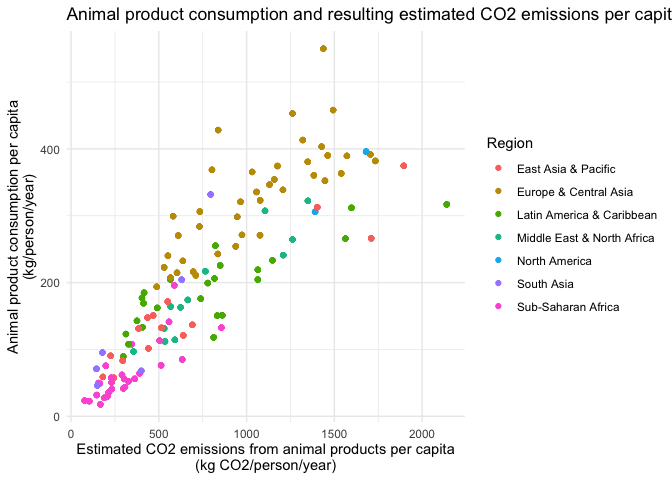 Animal product consumption and resulting estimated CO2 emissions per capit
Animal product consumption per capita
(kg/person/year)
400
200
0
0 500 1000 1500 2000
Estimated CO2 emissions from animal products per capita
(kg CO2/person/year)
Region
East Asia & Pacific
Europe & Central Asia
Latin America & Caribbean
Middle East & North Africa
North America
South Asia
Sub-Saharan Africa